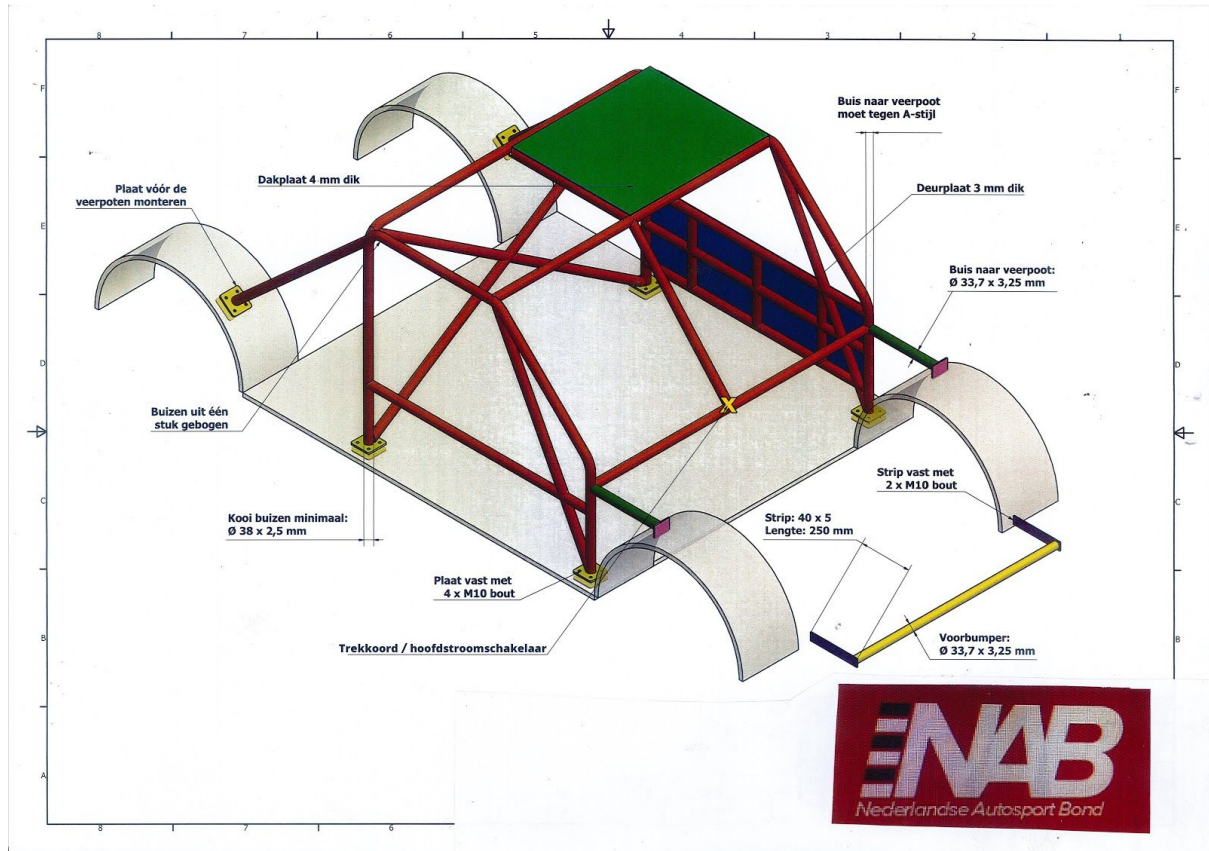 8 7 6 5 4 3 2 1
F
E
D
C
B
A
F
E
D
C
B
Buis naar veerpoot
moet tegen A-stijl
Dakplaat 4 mm dik
Deurplaat 3 mm dik
Plaat vóór de
veerpoten monteren
Buis naar veerpoot:
Ø 33,7 x 3,25 mm
Buizen uit één
stuk gebogen
Strip vast met
2 x M10 bout
Kooi buizen minimaal:
Ø 38 x 2,5 mm
Strip: 40 x 5
Lengte: 250 mm
Plaat vast met
4 x M10 bout
X
Trekkoord / hoofdstroomschakelaar
Voorbumper:
Ø 33,7 x 3,25 mm
NAB
Nederlandse Autosport Bond
8 7 6